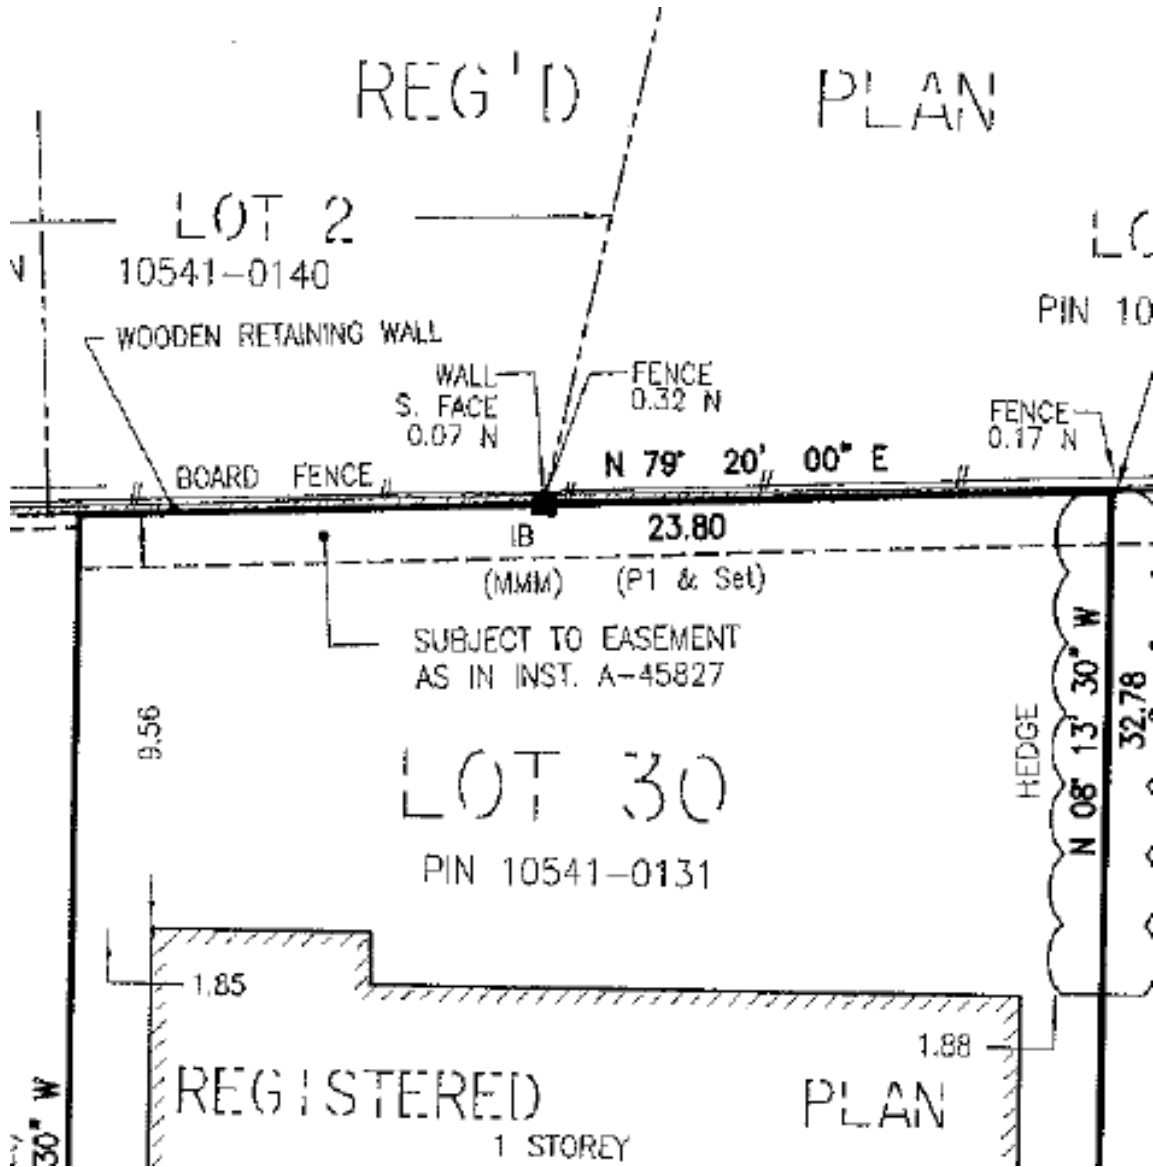 REG'D PLAN
LOT 2
10541-0140
N
LO
PIN 10
WOODEN RETAINING WALL
WALL
S. FACE
0.07 N
FENCE
0.32 N
FENCE
0.17 N
BOARD FENCE
N 79° 20' 00" E
IB
23.80
(MMM) (P1 & Set)
SUBJECT TO EASEMENT
AS IN INST. A-45827
9.56
HEDGE
N 08° 13' 30" W
32.78
LOT 30
PIN 10541-0131
1.85
1.88
REGISTERED PLAN
1 STOREY
30" W